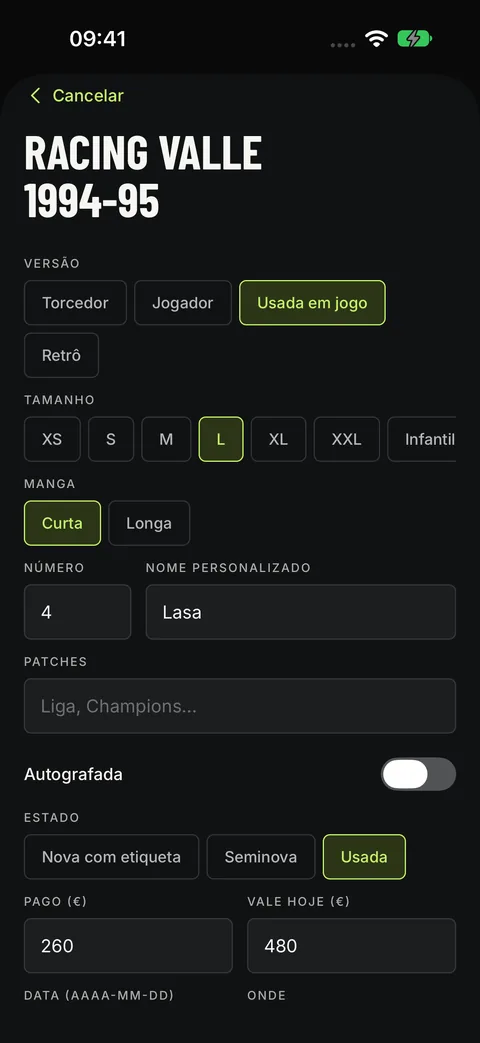 09:41
Cancelar
RACING VALLE
1994-95
VERSÃO
Torcedor Jogador Usada em jogo
Retrô
TAMANHO
XS S M L XL XXL Infantil
MANGA
Curta Longa
NÚMERO NOME PERSONALIZADO
4 Lasa
PATCHES
Liga, Champions...
Autografada
ESTADO
Nova com etiqueta Seminova Usada
PAGO (€) VALE HOJE (€)
260 480
DATA (AAAA-MM-DD) ONDE